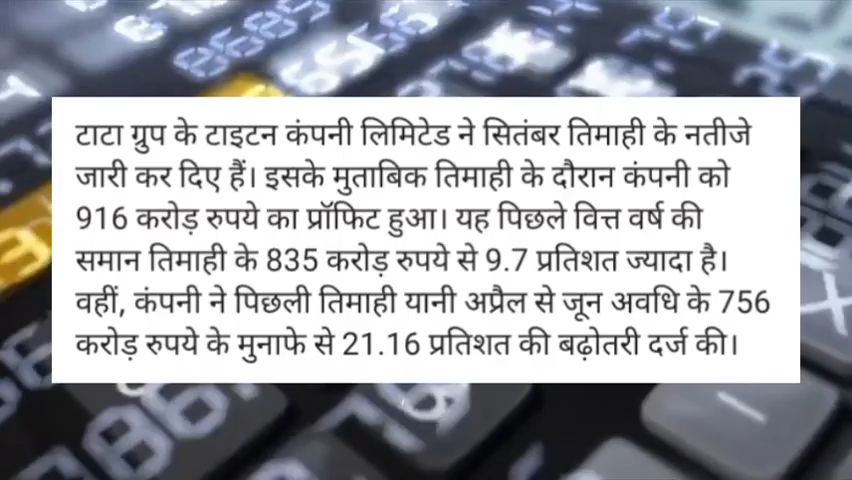 टाटा ग्रुप के टाइटन कंपनी लिमिटेड ने सितंबर तिमाही के नतीजे
जारी कर दिए हैं। इसके मुताबिक तिमाही के दौरान कंपनी को
916 करोड़ रुपये का प्रॉफिट हुआ। यह पिछले वित्त वर्ष की
समान तिमाही के 835 करोड़ रुपये से 9.7 प्रतिशत ज्यादा है।
वहीं, कंपनी ने पिछली तिमाही यानी अप्रैल से जून अवधि के 756
करोड़ रुपये के मुनाफे से 21.16 प्रतिशत की बढ़ोतरी दर्ज की।